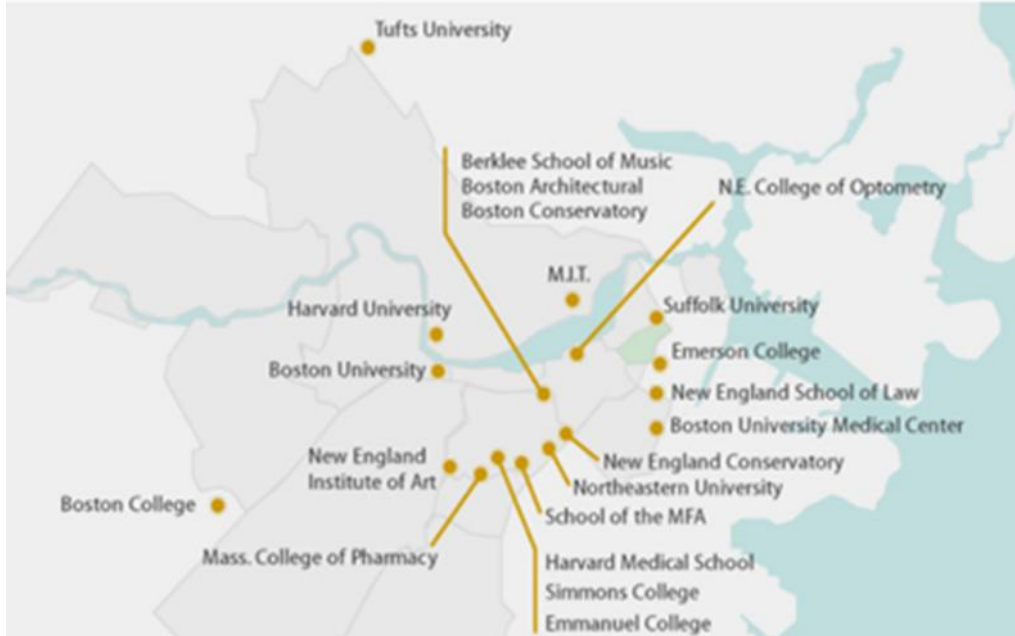 Tufts University
Berklee School of Music
Boston Architectural
Boston Conservatory
N.E. College of Optometry
M.I.T.
Harvard University
Suffolk University
Boston University
Emerson College
New England School of Law
Boston University Medical Center
New England
Institute of Art
New England Conservatory
Northeastern University
Boston College
School of the MFA
Mass. College of Pharmacy
Harvard Medical School
Simmons College
Emmanuel College